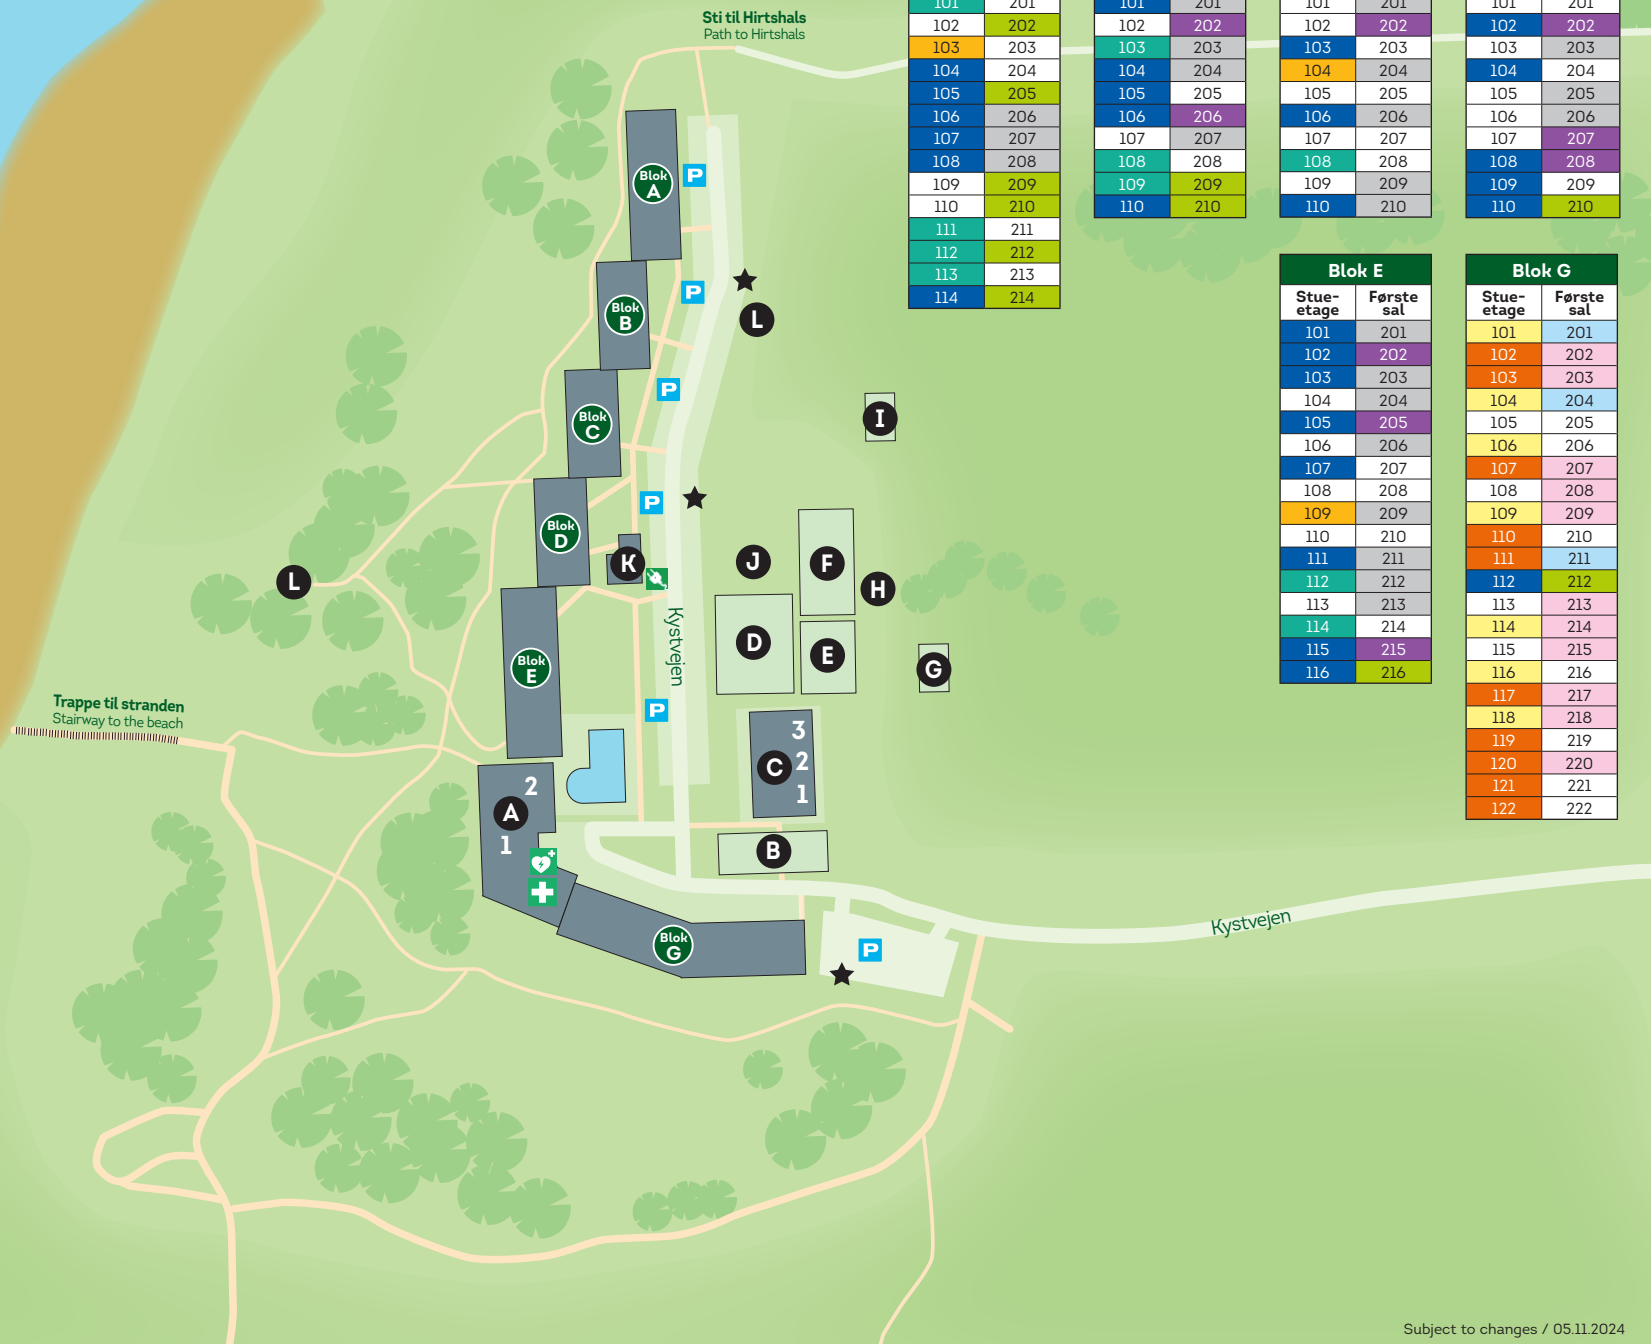 Sti til Hirtshals
Path to Hirtshals
101 201
102 202
103 203
104 204
105 205
106 206
107 207
108 208
109 209
110 210
111 211
112 212
113 213
114 214
101 201
102 202
103 203
104 204
105 205
106 206
107 207
108 208
109 209
110 210
101 201
102 202
103 203
104 204
105 205
106 206
107 207
108 208
109 209
110 210
101 201
102 202
103 203
104 204
105 205
106 206
107 207
108 208
109 209
110 210
Blok E
Stue-
etage
Første
sal
101 201
102 202
103 203
104 204
105 205
106 206
107 207
108 208
109 209
110 210
111 211
112 212
113 213
114 214
115 215
116 216
Blok G
Stue-
etage
Første
sal
101 201
102 202
103 203
104 204
105 205
106 206
107 207
108 208
109 209
110 210
111 211
112 212
113 213
114 214
115 215
116 216
117 217
118 218
119 219
120 220
121 221
122 222
Blok
A
P
Blok
B
P
L
P
Blok
C
I
P
Blok
D
K
J
F
H
L
Kystvejen
D
E
G
Blok
E
P
Trappe til stranden
Stairway to the beach
3
C 2
1
2
A
1
B
Blok
G
P
Kystvejen
Subject to changes / 05.11.2024